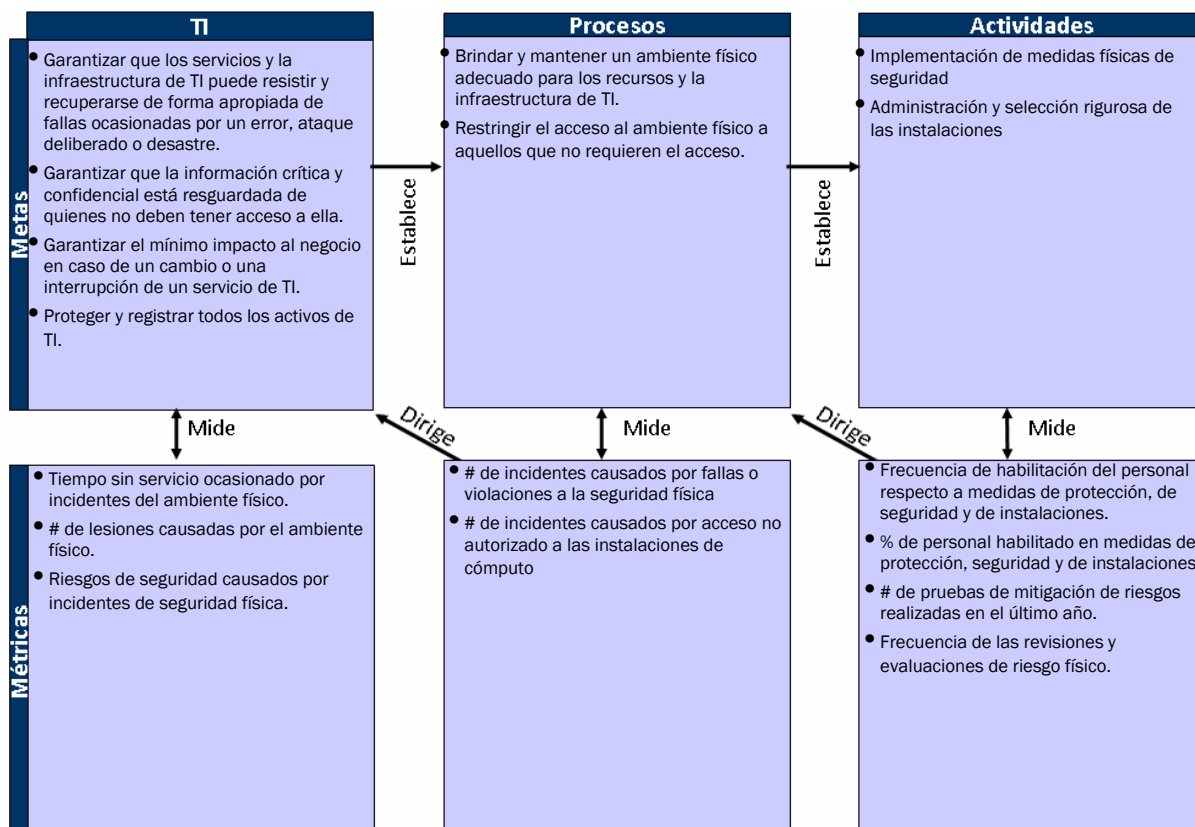 TI
Procesos
Actividades
Metas
• Garantizar que los servicios y la
infraestructura de TI puede resistir y
recuperarse de forma apropiada de
fallas ocasionadas por un error, ataque
deliberado o desastre.
• Garantizar que la información crítica y
confidencial está resguardada de
quienes no deben tener acceso a ella.
• Garantizar el mínimo impacto al negocio
en caso de un cambio o una
interrupción de un servicio de TI.
• Proteger y registrar todos los activos de
TI.
Establece
• Brindar y mantener un ambiente físico
adecuado para los recursos y la
infraestructura de TI.
• Restringir el acceso al ambiente físico a
aquellos que no requieren el acceso.
Establece
• Implementación de medidas físicas de
seguridad
• Administración y selección rigurosa de
las instalaciones
Mide
Dirige
Mide
Dirige
Mide
Métricas
• Tiempo sin servicio ocasionado por
incidentes del ambiente físico.
• # de lesiones causadas por el ambiente
físico.
• Riesgos de seguridad causados por
incidentes de seguridad física.
• # de incidentes causados por fallas o
violaciones a la seguridad física
• # de incidentes causados por acceso no
autorizado a las instalaciones de
cómputo
• Frecuencia de habilitación del personal
respecto a medidas de protección, de
seguridad y de instalaciones.
• % de personal habilitado en medidas de
protección, seguridad y de instalaciones
• # de pruebas de mitigación de riesgos
realizadas en el último año.
• Frecuencia de las revisiones y
evaluaciones de riesgo físico.